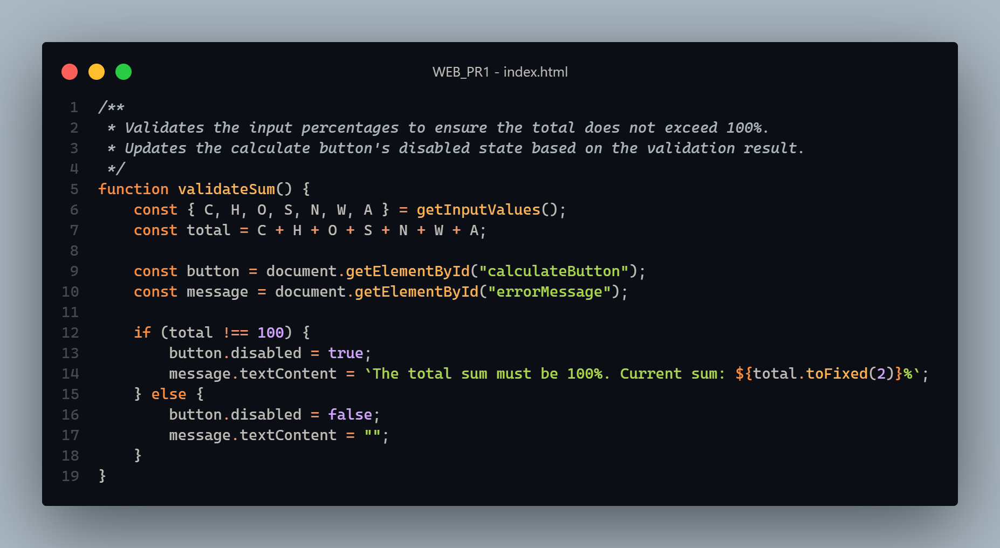 WEB_PR1 - index.html
1 /**
2  * Validates the input percentages to ensure the total does not exceed 100%.
3  * Updates the calculate button's disabled state based on the validation result.
4  */
5 function validateSum() {
6     const { C, H, O, S, N, W, A } = getInputValues();
7     const total = C + H + O + S + N + W + A;
8
9     const button = document.getElementById("calculateButton");
10     const message = document.getElementById("errorMessage");
11
12     if (total !== 100) {
13         button.disabled = true;
14         message.textContent = `The total sum must be 100%. Current sum: ${total.toFixed(2)}%`;
15     } else {
16         button.disabled = false;
17         message.textContent = "";
18     }
19 }